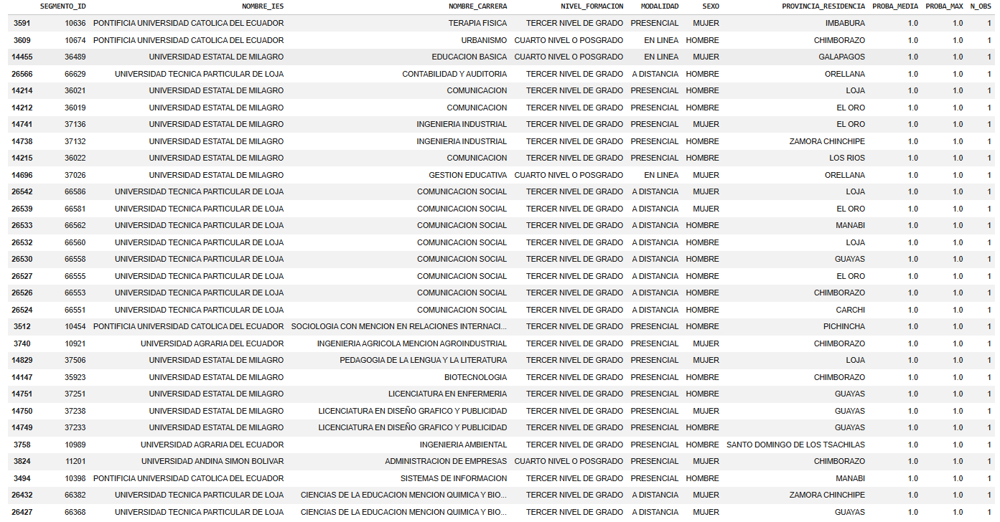 SEGMENTO_ID NOMBRE_IES NOMBRE_CARRERA NIVEL_FORMACION MODALIDAD SEXO PROVINCIA_RESIDENCIA PROBA_MEDIA PROBA_MAX N_OBS
3591 10636 PONTIFICIA UNIVERSIDAD CATOLICA DEL ECUADOR TERAPIA FISICA TERCER NIVEL DE GRADO PRESENCIAL MUJER IMBABURA 1.0 1.0 1
3609 10674 PONTIFICIA UNIVERSIDAD CATOLICA DEL ECUADOR URBANISMO CUARTO NIVEL O POSGRADO EN LINEA HOMBRE CHIMBORAZO 1.0 1.0 1
14455 36489 UNIVERSIDAD ESTATAL DE MILAGRO EDUCACION BASICA CUARTO NIVEL O POSGRADO EN LINEA MUJER GALAPAGOS 1.0 1.0 1
26566 66629 UNIVERSIDAD TECNICA PARTICULAR DE LOJA CONTABILIDAD Y AUDITORIA TERCER NIVEL DE GRADO A DISTANCIA HOMBRE ORELLANA 1.0 1.0 1
14214 36021 UNIVERSIDAD ESTATAL DE MILAGRO COMUNICACION TERCER NIVEL DE GRADO PRESENCIAL HOMBRE LOJA 1.0 1.0 1
14212 36019 UNIVERSIDAD ESTATAL DE MILAGRO COMUNICACION TERCER NIVEL DE GRADO PRESENCIAL HOMBRE EL ORO 1.0 1.0 1
14741 37136 UNIVERSIDAD ESTATAL DE MILAGRO INGENIERIA INDUSTRIAL TERCER NIVEL DE GRADO PRESENCIAL MUJER EL ORO 1.0 1.0 1
14738 37132 UNIVERSIDAD ESTATAL DE MILAGRO INGENIERIA INDUSTRIAL TERCER NIVEL DE GRADO PRESENCIAL HOMBRE ZAMORA CHINCHIPE 1.0 1.0 1
14215 36022 UNIVERSIDAD ESTATAL DE MILAGRO COMUNICACION TERCER NIVEL DE GRADO PRESENCIAL HOMBRE LOS RIOS 1.0 1.0 1
14696 37026 UNIVERSIDAD ESTATAL DE MILAGRO GESTION EDUCATIVA CUARTO NIVEL O POSGRADO EN LINEA MUJER ORELLANA 1.0 1.0 1
26542 66586 UNIVERSIDAD TECNICA PARTICULAR DE LOJA COMUNICACION SOCIAL TERCER NIVEL DE GRADO A DISTANCIA MUJER LOJA 1.0 1.0 1
26539 66581 UNIVERSIDAD TECNICA PARTICULAR DE LOJA COMUNICACION SOCIAL TERCER NIVEL DE GRADO A DISTANCIA MUJER EL ORO 1.0 1.0 1
26533 66562 UNIVERSIDAD TECNICA PARTICULAR DE LOJA COMUNICACION SOCIAL TERCER NIVEL DE GRADO A DISTANCIA HOMBRE MANABI 1.0 1.0 1
26532 66560 UNIVERSIDAD TECNICA PARTICULAR DE LOJA COMUNICACION SOCIAL TERCER NIVEL DE GRADO A DISTANCIA HOMBRE LOJA 1.0 1.0 1
26530 66558 UNIVERSIDAD TECNICA PARTICULAR DE LOJA COMUNICACION SOCIAL TERCER NIVEL DE GRADO A DISTANCIA HOMBRE GUAYAS 1.0 1.0 1
26527 66555 UNIVERSIDAD TECNICA PARTICULAR DE LOJA COMUNICACION SOCIAL TERCER NIVEL DE GRADO A DISTANCIA HOMBRE EL ORO 1.0 1.0 1
26526 66553 UNIVERSIDAD TECNICA PARTICULAR DE LOJA COMUNICACION SOCIAL TERCER NIVEL DE GRADO A DISTANCIA HOMBRE CHIMBORAZO 1.0 1.0 1
26524 66551 UNIVERSIDAD TECNICA PARTICULAR DE LOJA COMUNICACION SOCIAL TERCER NIVEL DE GRADO A DISTANCIA HOMBRE CARCHI 1.0 1.0 1
3512 10454 PONTIFICIA UNIVERSIDAD CATOLICA DEL ECUADOR SOCIOLOGIA CON MENCION EN RELACIONES INTERNACI... TERCER NIVEL DE GRADO PRESENCIAL HOMBRE PICHINCHA 1.0 1.0 1
3740 10921 UNIVERSIDAD AGRARIA DEL ECUADOR INGENIERIA AGRICOLA MENCION AGROINDUSTRIAL TERCER NIVEL DE GRADO PRESENCIAL MUJER CHIMBORAZO 1.0 1.0 1
14829 37506 UNIVERSIDAD ESTATAL DE MILAGRO PEDAGOGIA DE LA LENGUA Y LA LITERATURA TERCER NIVEL DE GRADO PRESENCIAL MUJER LOJA 1.0 1.0 1
14147 35923 UNIVERSIDAD ESTATAL DE MILAGRO BIOTECNOLOGIA TERCER NIVEL DE GRADO PRESENCIAL HOMBRE CHIMBORAZO 1.0 1.0 1
14751 37251 UNIVERSIDAD ESTATAL DE MILAGRO LICENCIATURA EN ENFERMERIA TERCER NIVEL DE GRADO PRESENCIAL HOMBRE GUAYAS 1.0 1.0 1
14750 37238 UNIVERSIDAD ESTATAL DE MILAGRO LICENCIATURA EN DISEÑO GRAFICO Y PUBLICIDAD TERCER NIVEL DE GRADO PRESENCIAL MUJER GUAYAS 1.0 1.0 1
14749 37233 UNIVERSIDAD ESTATAL DE MILAGRO LICENCIATURA EN DISEÑO GRAFICO Y PUBLICIDAD TERCER NIVEL DE GRADO PRESENCIAL MUJER GUAYAS 1.0 1.0 1
3758 10989 UNIVERSIDAD AGRARIA DEL ECUADOR INGENIERIA AMBIENTAL TERCER NIVEL DE GRADO PRESENCIAL HOMBRE SANTO DOMINGO DE LOS TSACHILAS 1.0 1.0 1
3824 11201 UNIVERSIDAD ANDINA SIMON BOLIVAR ADMINISTRACION DE EMPRESAS CUARTO NIVEL O POSGRADO PRESENCIAL MUJER CHIMBORAZO 1.0 1.0 1
3494 10398 PONTIFICIA UNIVERSIDAD CATOLICA DEL ECUADOR SISTEMAS DE INFORMACION TERCER NIVEL DE GRADO PRESENCIAL HOMBRE MANABI 1.0 1.0 1
26432 66382 UNIVERSIDAD TECNICA PARTICULAR DE LOJA CIENCIAS DE LA EDUCACION MENCION QUIMICA Y BIO... TERCER NIVEL DE GRADO A DISTANCIA MUJER ZAMORA CHINCHIPE 1.0 1.0 1
26427 66368 UNIVERSIDAD TECNICA PARTICULAR DE LOJA CIENCIAS DE LA EDUCACION MENCION QUIMICA Y BIO... TERCER NIVEL DE GRADO A DISTANCIA MUJER GUAYAS 1.0 1.0 1